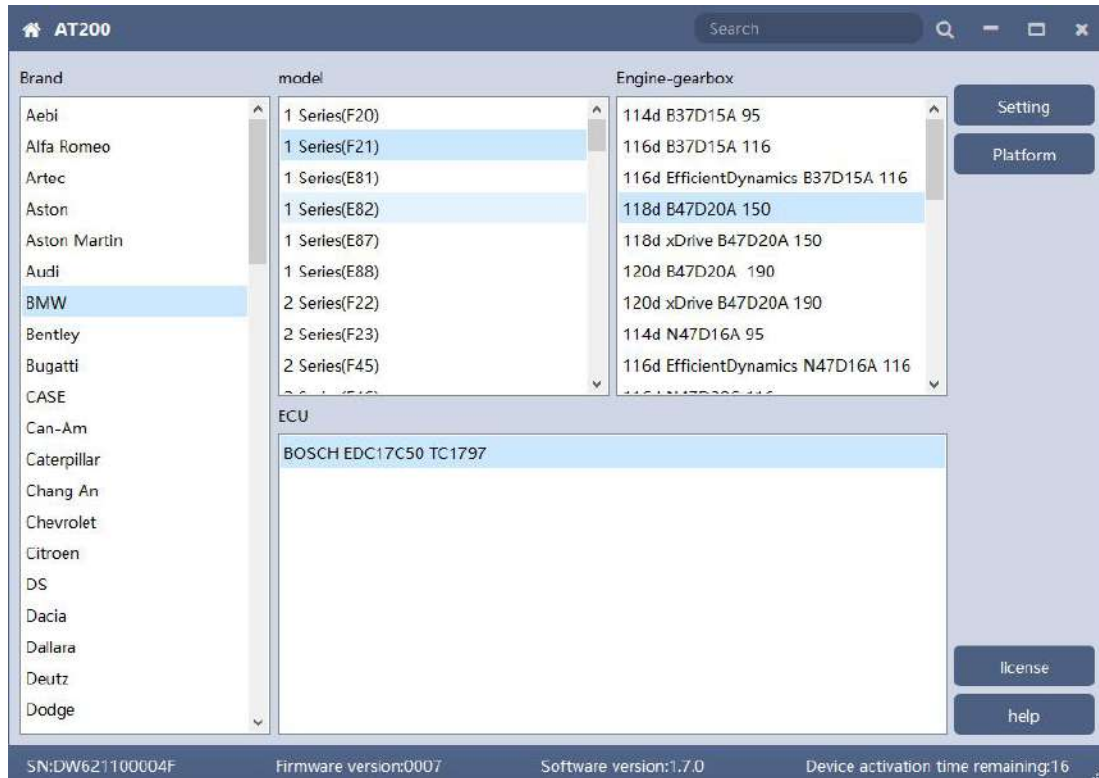 AT200
Search
Brand
Aebi
Alfa Romeo
Artec
Aston
Aston Martin
Audi
BMW
Bentley
Bugatti
CASE
Can-Am
Caterpillar
Chang An
Chevrolet
Citroen
DS
Dacia
Dallara
Deutz
Dodge
model
1 Series(F20)
1 Series(F21)
1 Series(E81)
1 Series(E82)
1 Series(E87)
1 Series(E88)
2 Series(F22)
2 Series(F23)
2 Series(F45)
Engine-gearbox
114d B37D15A 95
116d B37D15A 116
116d EfficientDynamics B37D15A 116
118d B47D20A 150
118d xDrive B47D20A 150
120d B47D20A  190
120d xDrive B47D20A 190
114d N47D16A 95
116d EfficientDynamics N47D16A 116
ECU
BOSCH EDC17C50 TC1797
Setting
Platform
license
help
SN:DW621100004F
Firmware version:0007
Software version:1.7.0
Device activation time remaining:16